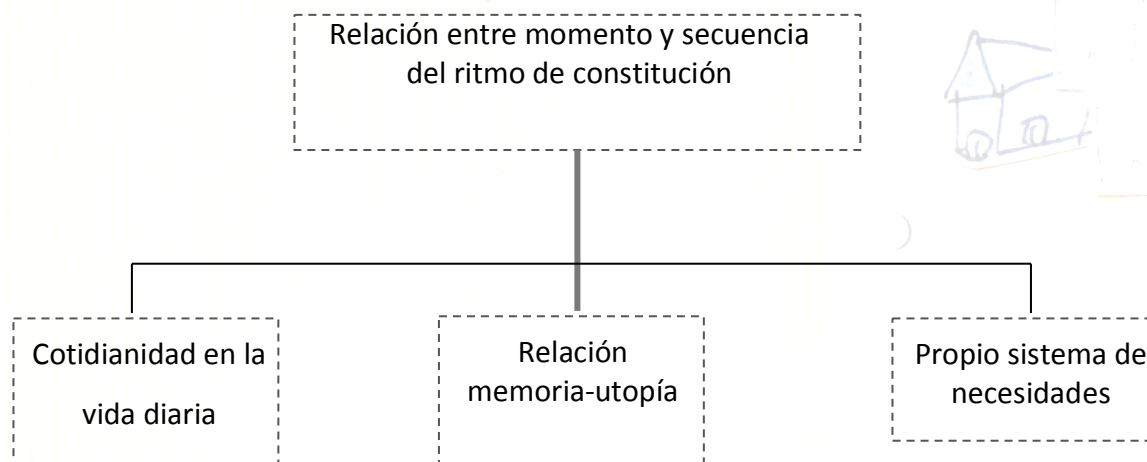 Relación entre momento y secuencia
del ritmo de constitución
Cotidianidad en la
vida diaria
Relación
memoria-utopía
Propio sistema de
necesidades